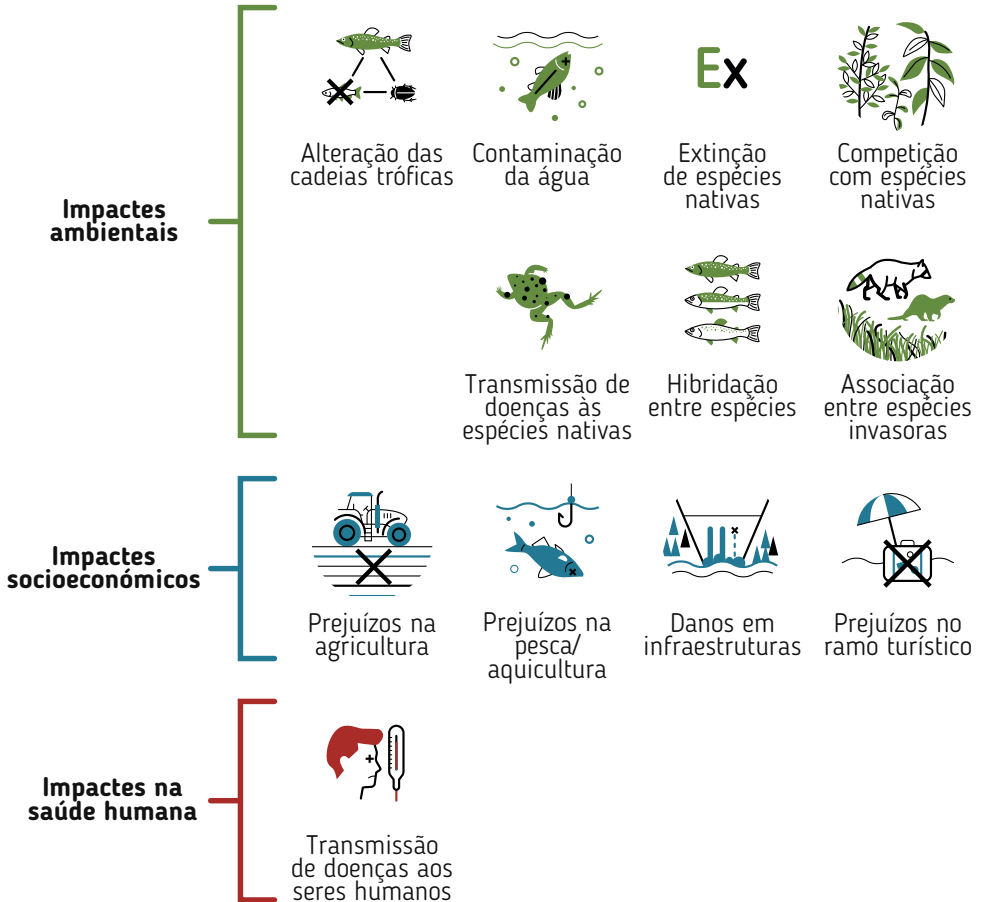 Impactes
ambientais
Ex
Alteração das
cadeias tróficas
Contaminação
da água
Extinção
de espécies
nativas
Competição
com espécies
nativas
Transmissão de
doenças às
espécies nativas
Hibridação
entre espécies
Associação
entre espécies
invasoras
Impactes
socioeconómicos
Prejuízos na
agricultura
Prejuízos na
pesca/
aquicultura
Danos em
infraestruturas
Prejuízos no
ramo turístico
Impactes na
saúde humana
Transmissão
de doenças aos
seres humanos